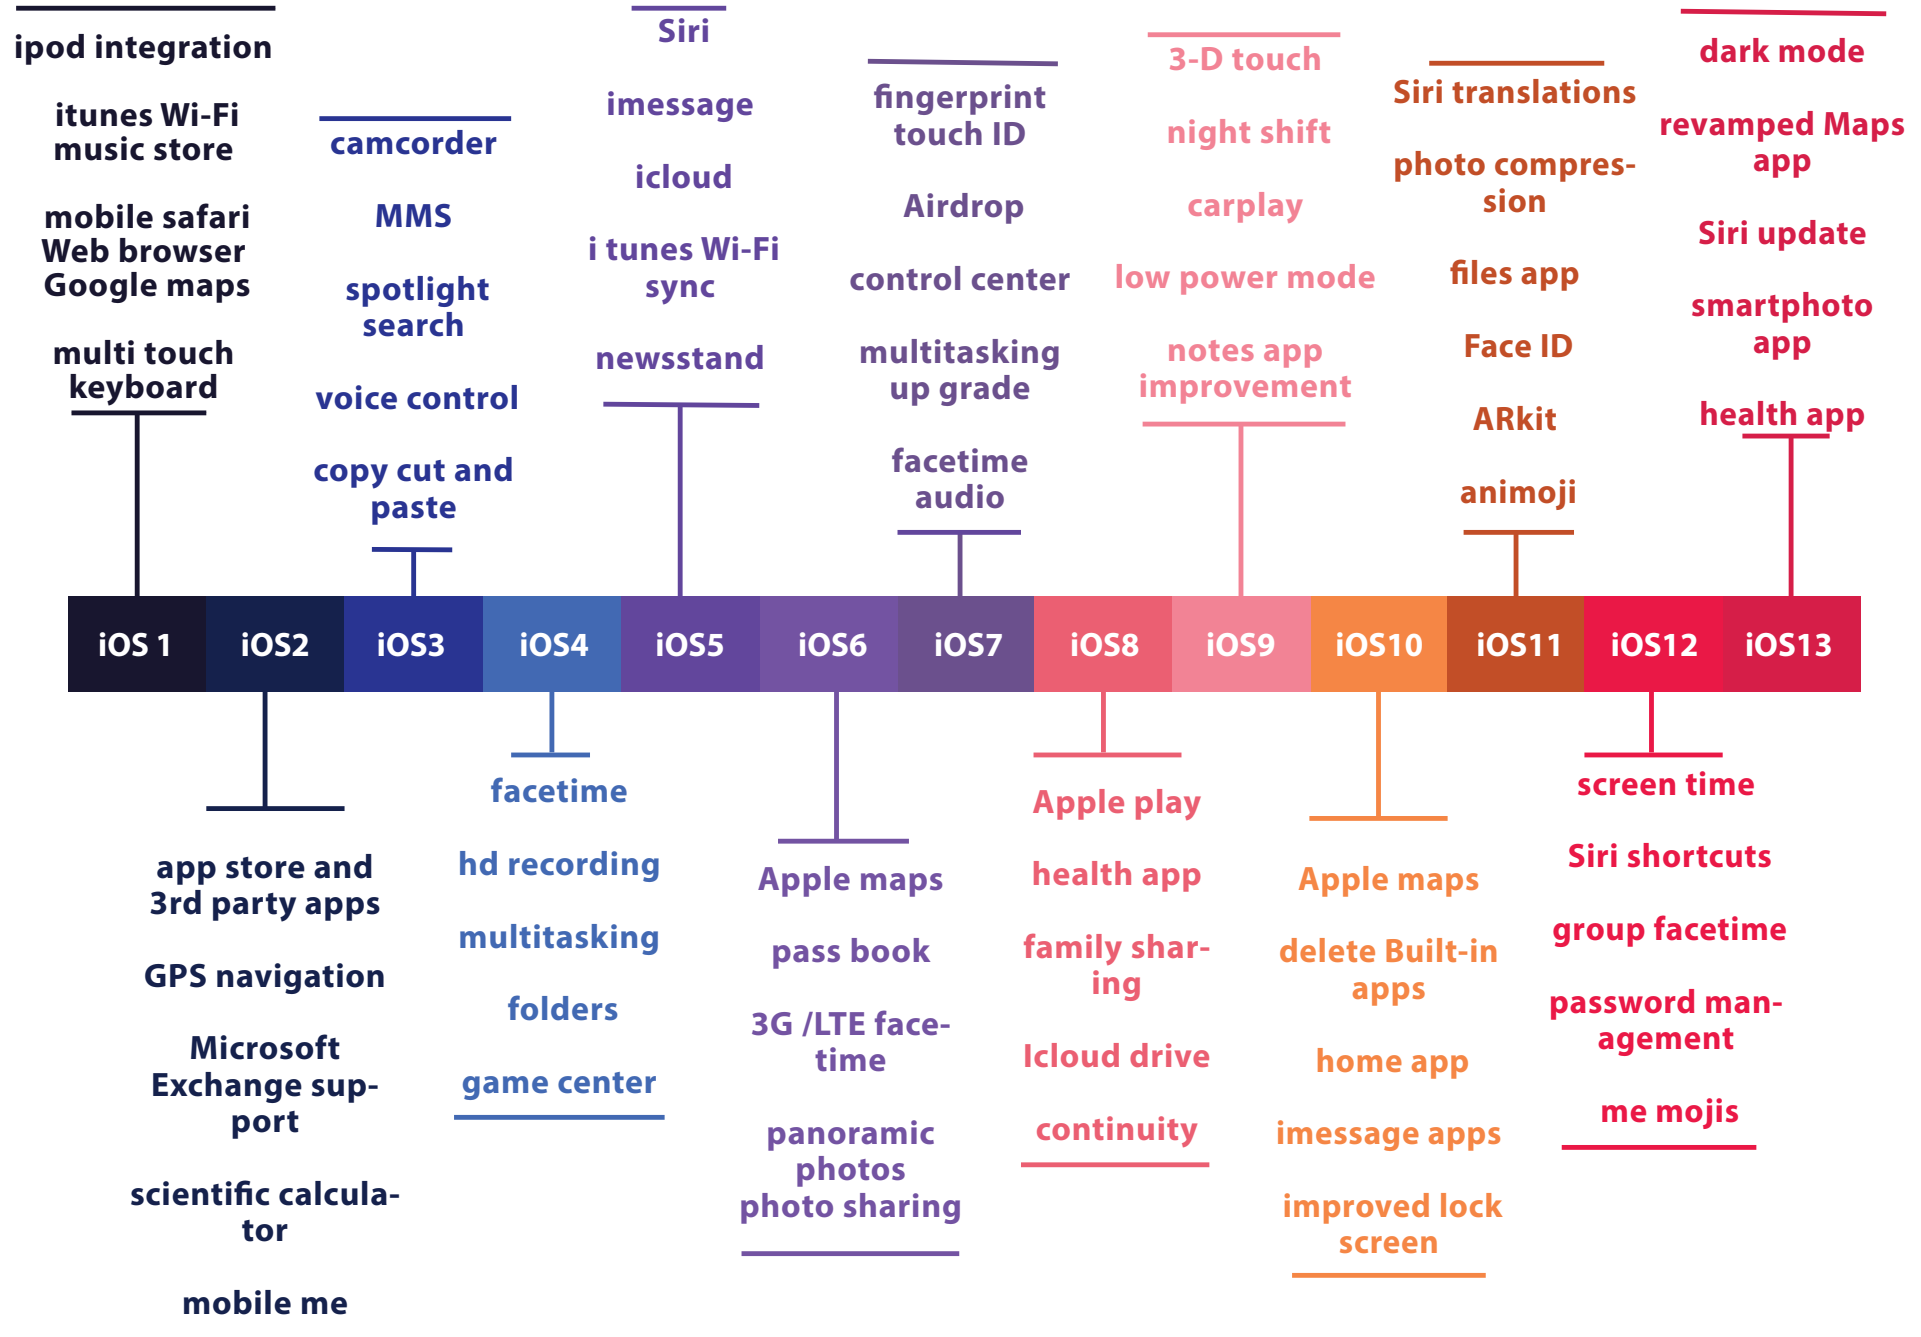 ipod integration
itunes Wi-Fi
music store
mobile safari
Web browser
Google maps
multi touch
keyboard
camcorder
MMS
spotlight
search
voice control
copy cut and
paste
Siri
imessage
icloud
i tunes Wi-Fi
sync
newsstand
fingerprint
touch ID
Airdrop
control center
multitasking
up grade
facetime
audio
3-D touch
night shift
carplay
low power mode
notes app
improvement
Siri translations
photo compres-
sion
files app
Face ID
ARkit
animoji
dark mode
revamped Maps
app
Siri update
smartphoto
app
health app
iOS 1
iOS2
iOS3
iOS4
iOS5
iOS6
iOS7
iOS8
iOS9
iOS10
iOS11
iOS12
iOS13
app store and
3rd party apps
GPS navigation
Microsoft
Exchange sup-
port
scientific calcula-
tor
mobile me
facetime
hd recording
multitasking
folders
game center
Apple maps
pass book
3G /LTE face-
time
panoramic
photos
photo sharing
Apple play
health app
family shar-
ing
Icloud drive
continuity
Apple maps
delete Built-in
apps
home app
imessage apps
improved lock
screen
screen time
Siri shortcuts
group facetime
password man-
agement
me mojis